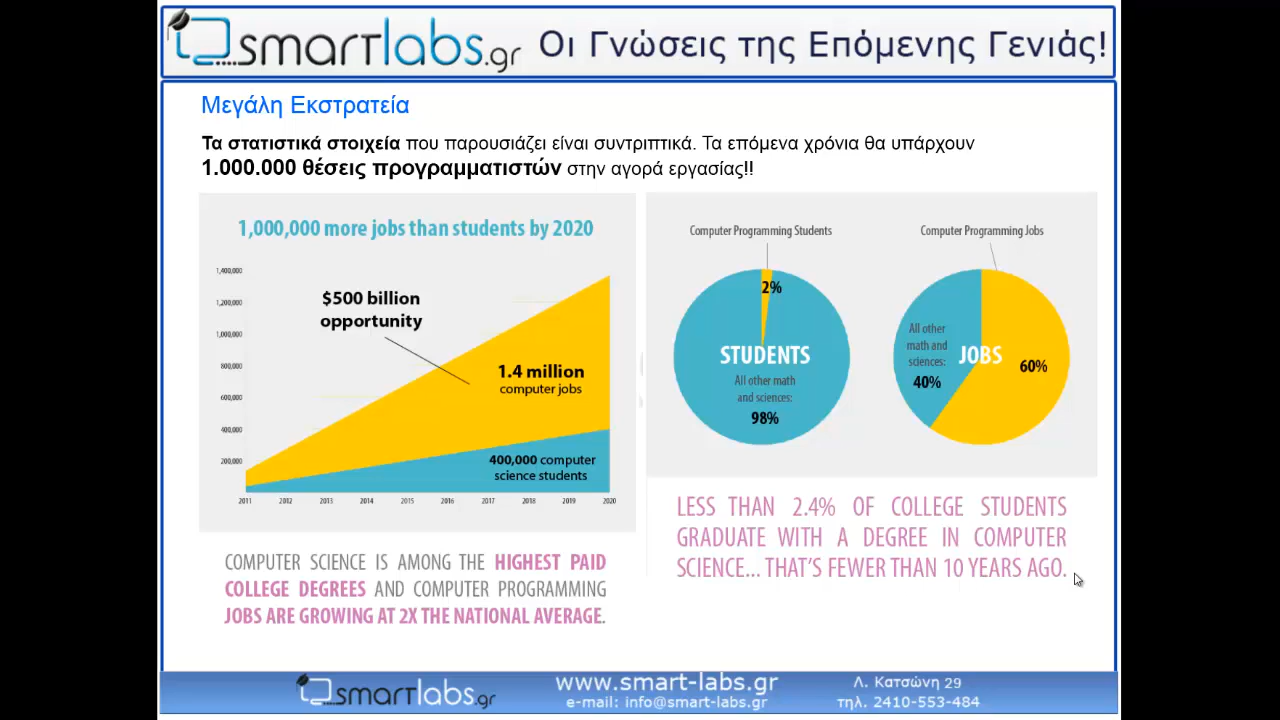 smartlabs.gr Οι Γνώσεις της Επόμενης Γενιάς!
Μεγάλη Εκστρατεία
Τα στατιστικά στοιχεία που παρουσιάζει είναι συντριπτικά. Τα επόμενα χρόνια θα υπάρχουν
1.000.000 θέσεις προγραμματιστών στην αγορά εργασίας!!
1,000,000 more jobs than students by 2020
1,400,000
1,200,000
1,000,000
800,000
600,000
400,000
200,000
$500 billion
opportunity
1.4 million
computer jobs
400,000 computer
science students
2011 2012 2013 2014 2015 2016 2017 2018 2019 2020
COMPUTER SCIENCE IS AMONG THE HIGHEST PAID
COLLEGE DEGREES AND COMPUTER PROGRAMMING
JOBS ARE GROWING AT 2X THE NATIONAL AVERAGE.
Computer Programming Students
2%
STUDENTS
All other math
and sciences:
98%
Computer Programming Jobs
All other
math and
sciences:
40%
JOBS
60%
LESS THAN 2.4% OF COLLEGE STUDENTS
GRADUATE WITH A DEGREE IN COMPUTER
SCIENCE... THAT'S FEWER THAN 10 YEARS AGO.
smartlabs.gr
www.smart-labs.gr
e-mail: info@smart-labs.gr
Λ. Κατσώνη 29
τηλ. 2410-553-484